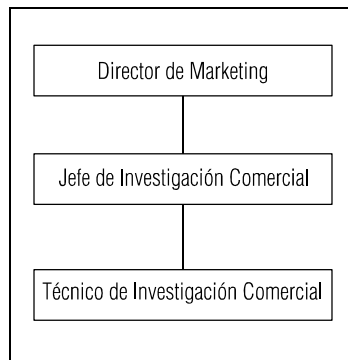 Director de Marketing
Jefe de Investigación Comercial
Técnico de Investigación Comercial